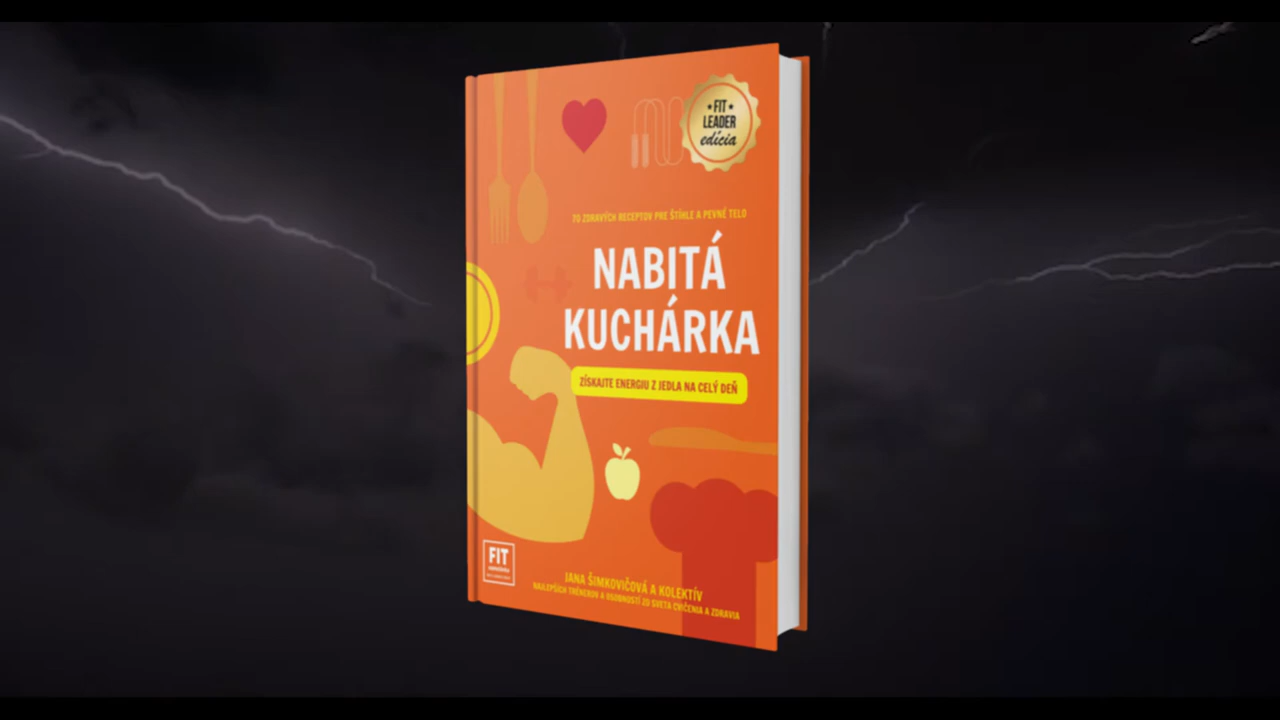 ★ FIT ★
LEADER
edícia
70 ZDRAVÝCH RECEPTOV PRE ŠTÍHLE A PEVNÉ TELO
NABITÁ
KUCHÁRKA
ZÍSKAJTE ENERGIU Z JEDLA NA CELÝ DEŇ
FIT
JANA ŠIMKOVIČOVÁ A KOLEKTÍV
NAJLEPŠÍCH TRÉNEROV A OSOBNOSTÍ ZO SVETA CVIČENIA A ZDRAVIA